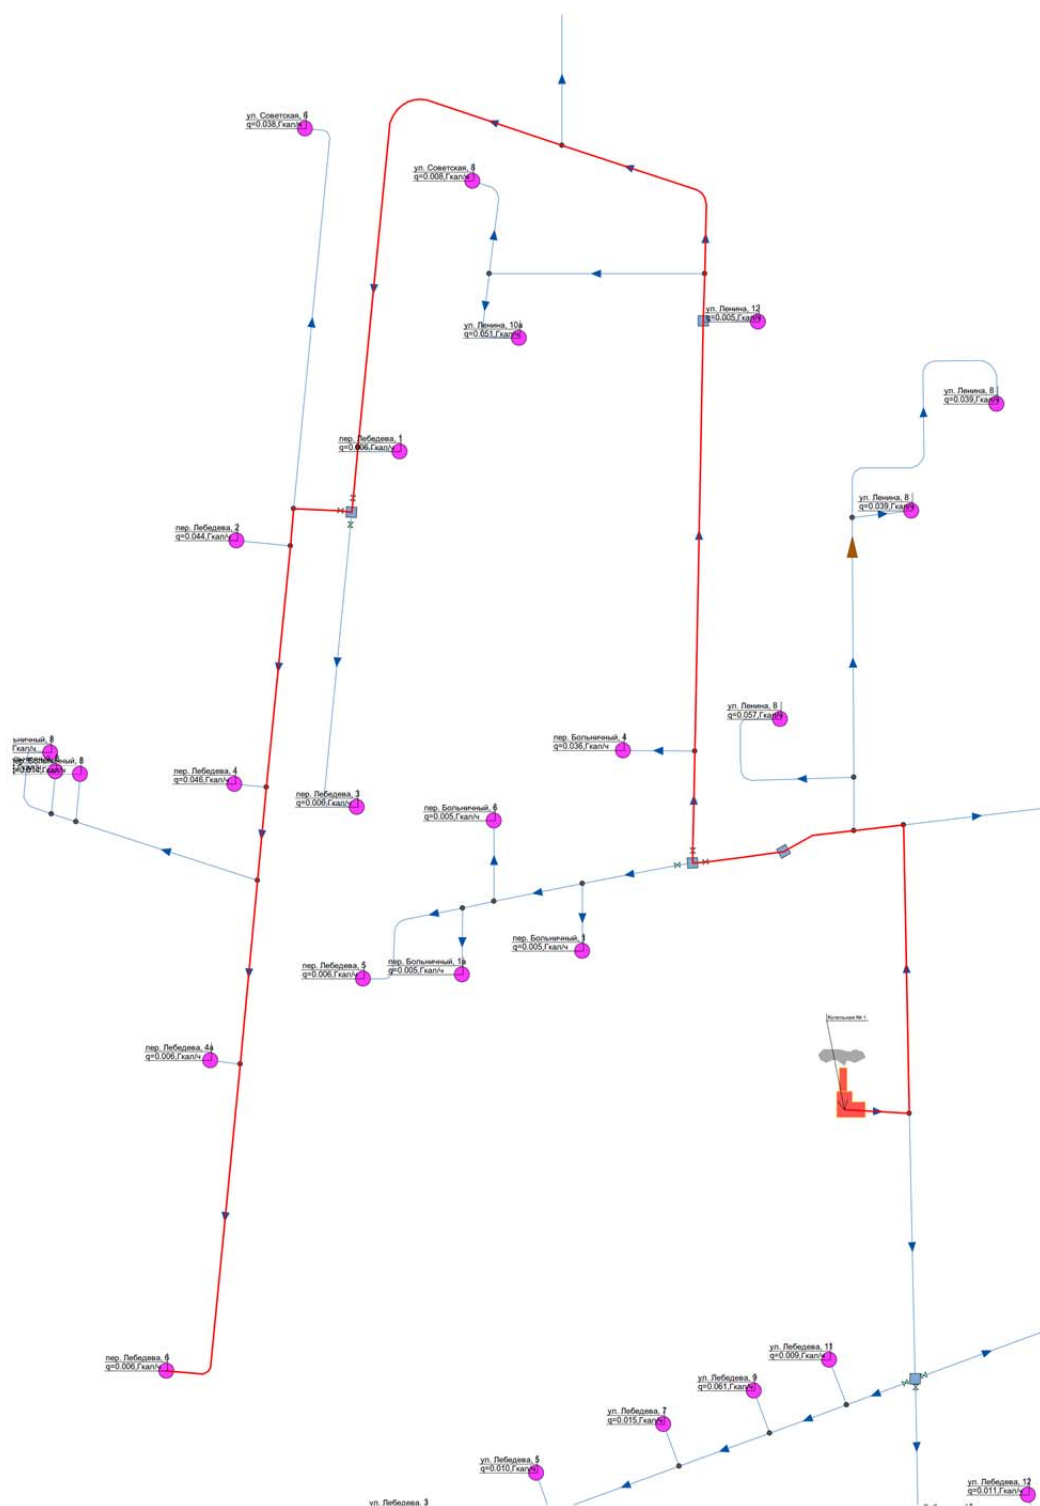 ул. Советская, 6
q=0.038,Гкал/ч
ул. Советская, 8
q=0.008,Гкал/ч
ул. Ленина, 12
q=0.005,Гкал/ч
ул. Ленина, 10а
q=0.051,Гкал/ч
ул. Ленина, 8
q=0.039,Гкал/ч
пер. Лебедева, 1
q=0.006,Гкал/ч
ул. Ленина, 8
q=0.039,Гкал/ч
пер. Лебедева, 2
q=0.044,Гкал/ч
ул. Ленина, 8
q=0.057,Гкал/ч
пер. Больничный, 4
q=0.036,Гкал/ч
ьничный, 8
Гкал/ч
ничный, 8
пер. Лебедева, 4
q=0.046,Гкал/ч
пер. Лебедева, 3
q=0.006,Гкал/ч
пер. Больничный, 6
q=0.005,Гкал/ч
пер. Больничный, 1
q=0.005,Гкал/ч
пер. Больничный, 1а
q=0.005,Гкал/ч
пер. Лебедева, 5
q=0.006,Гкал/ч
Котельная № 1
пер. Лебедева, 4а
q=0.006,Гкал/ч
пер. Лебедева, 6
q=0.006,Гкал/ч
ул. Лебедева, 11
q=0.009,Гкал/ч
ул. Лебедева, 9
q=0.061,Гкал/ч
ул. Лебедева, 7
q=0.015,Гкал/ч
ул. Лебедева, 5
q=0.010,Гкал/ч
ул. Лебедева, 12
q=0.011,Гкал/ч
ул. Лебедева, 3